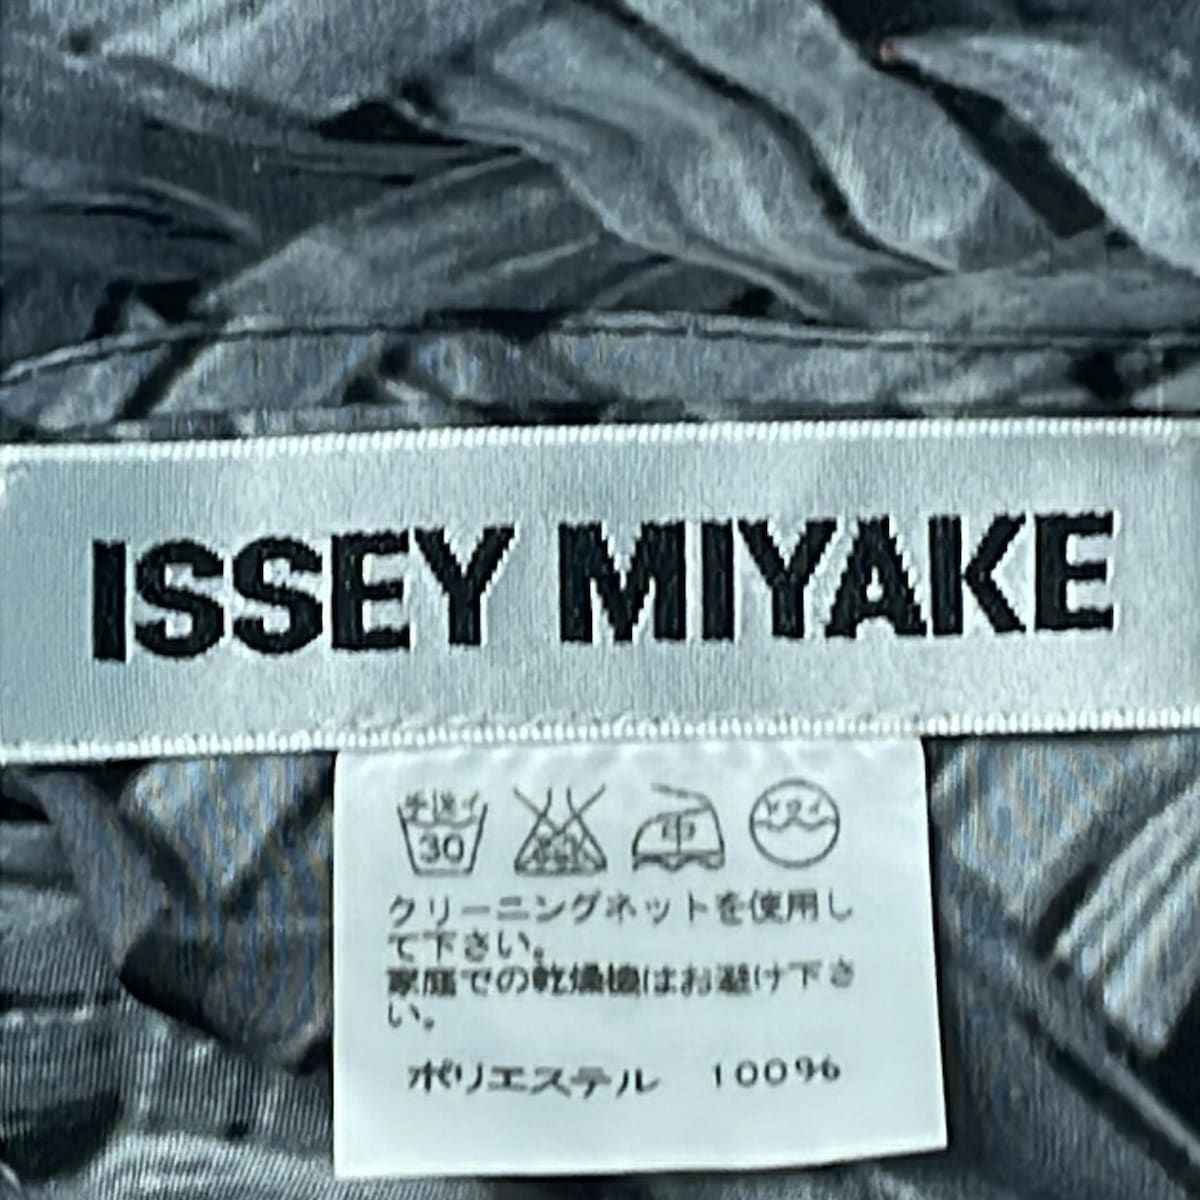 ISSEY MIYAKE
手洗イ
30
中
ドライ
クリーニングネットを使用し
て下さい。
家庭での乾燥機はお避け下さ
い。
ポリエステル 100%